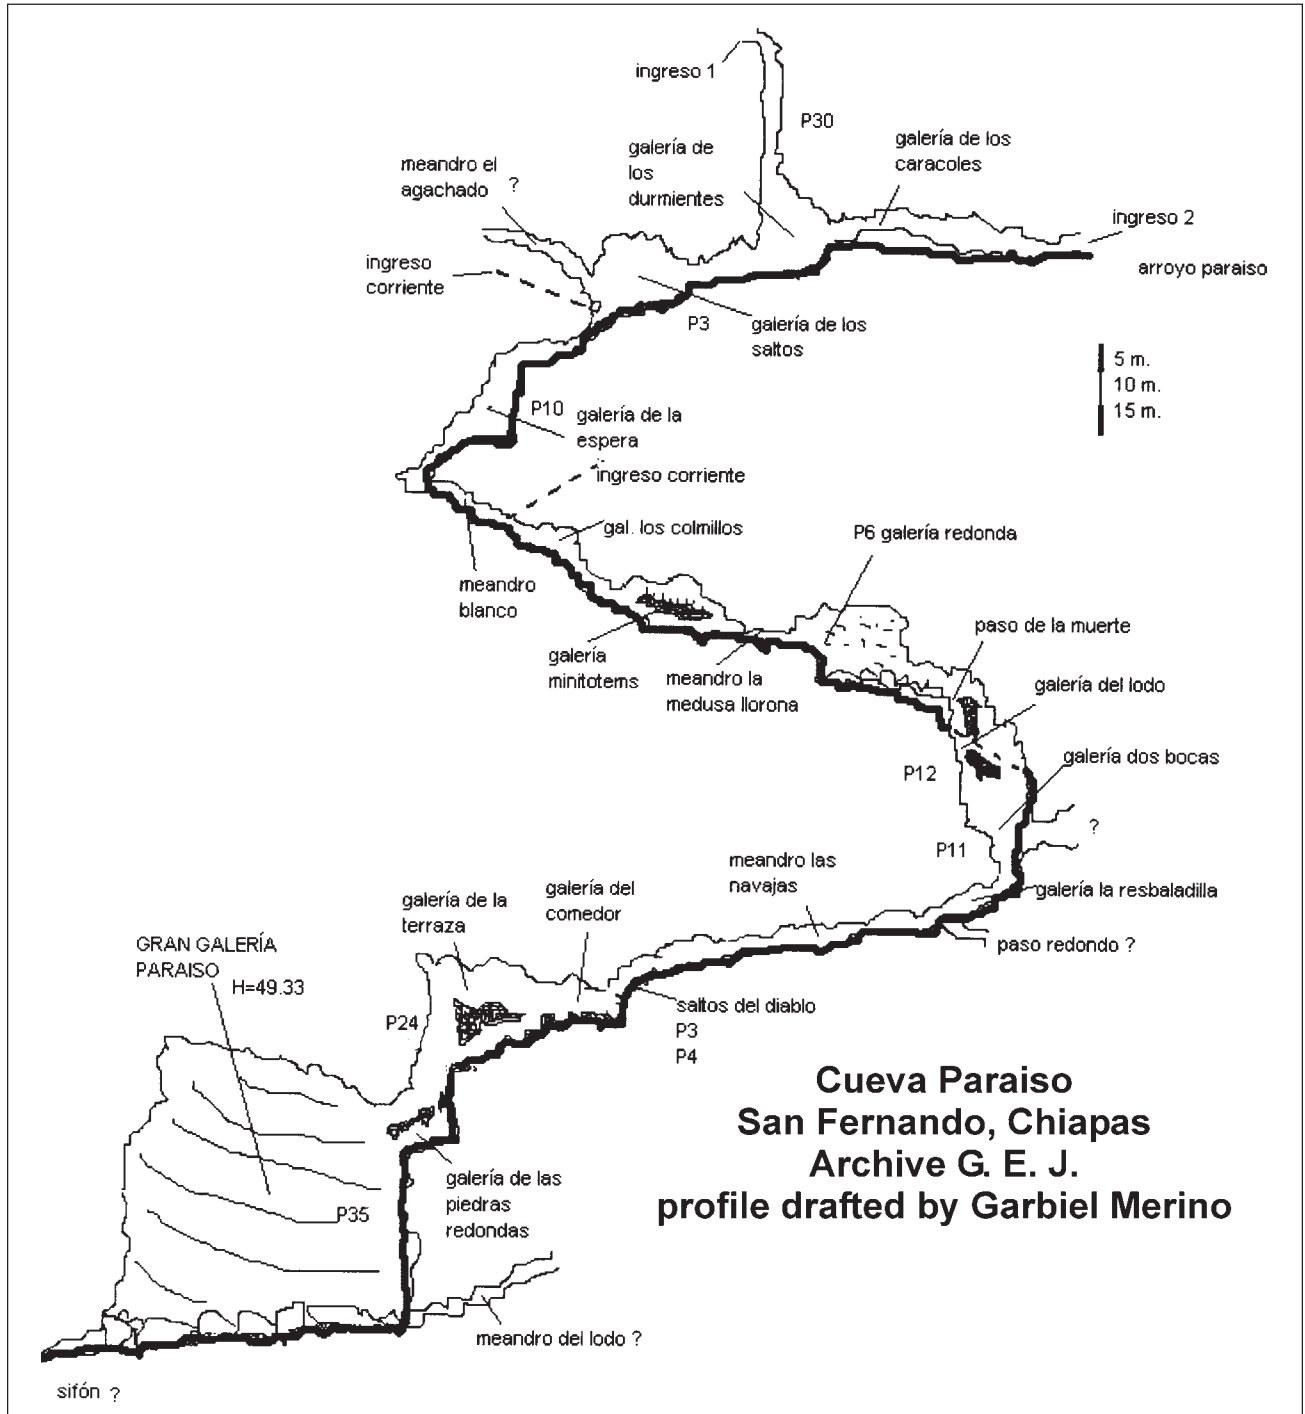 ingreso 1
P30
galería de los
caracoles
galería de
los
durmientes
meandro el
agachado ?
ingreso 2
ingreso
corriente
arroyo paraiso
P3
galería de los
saltos
5 m.
10 m.
15 m.
P10
galería de la
espera
ingreso corriente
gal. los colmillos
P6 galería redonda
meandro
blanco
paso de la muerte
galería
minitotems
meandro la
medusa llorona
galería del lodo
galería dos bocas
P12
?
P11
meandro las
navajas
galería la resbaladilla
galería de la
terraza
galería del
comedor
paso redondo ?
GRAN GALERÍA
PARAISO
H=49.33
saltos del diablo
P3
P4
P24
Cueva Paraiso
San Fernando, Chiapas
Archive G. E. J.
profile drafted by Garbiel Merino
galería de las
piedras
redondas
P35
meandro del lodo ?
sifón ?